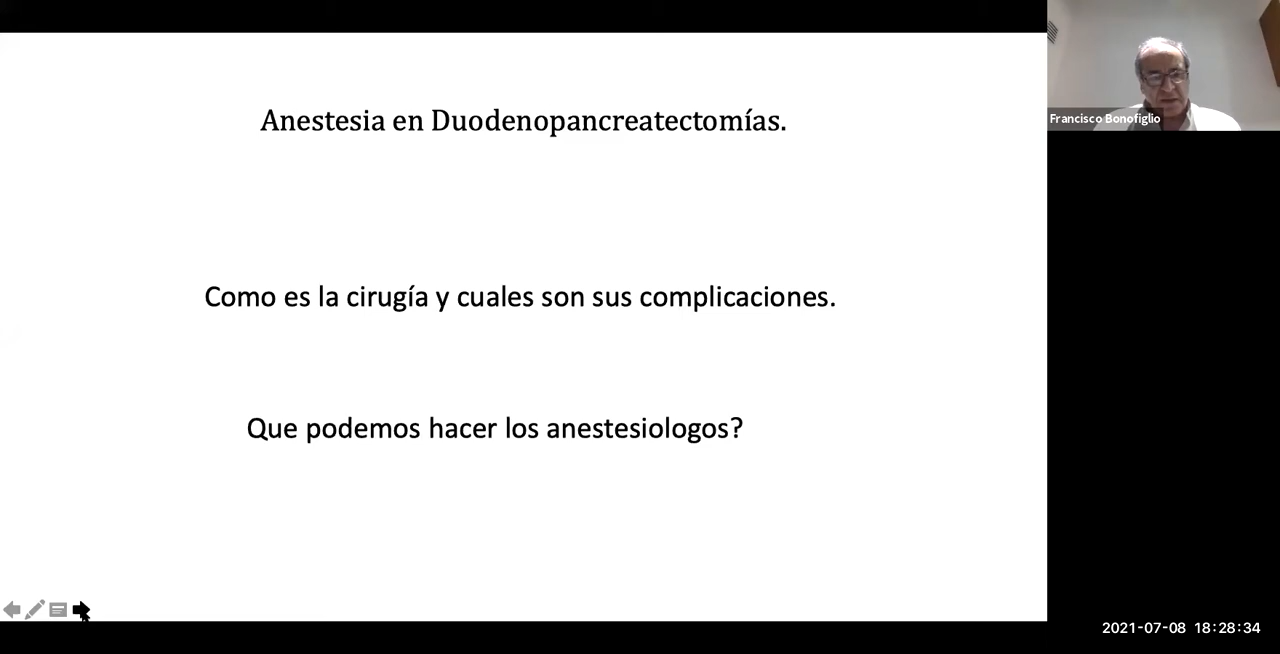 Anestesia en Duodenopancreatectomías.
Como es la cirugía y cuales son sus complicaciones.
Que podemos hacer los anestesiologos?
Francisco Bonofiglio
2021-07-08 18:28:34